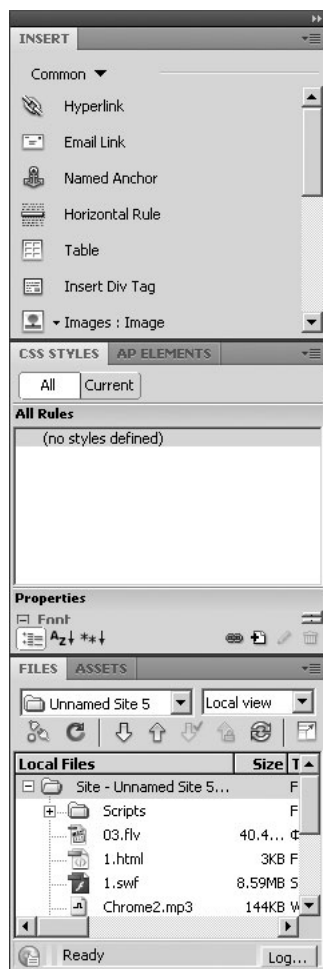 INSERT
Common
Hyperlink
Email Link
Named Anchor
Horizontal Rule
Table
Insert Div Tag
Images : Image
CSS STYLES AP ELEMENTS
All Current
All Rules
(no styles defined)
Properties
Font
AZ
FILES ASSETS
Unnamed Site 5 Local view
Local Files Size T
Site - Unnamed Site 5... F
Scripts F
03.flv 40.4...
1.html 3KB F
1.swf 8.59MB S
Chrome2.mp3 144KB W
Ready Log...